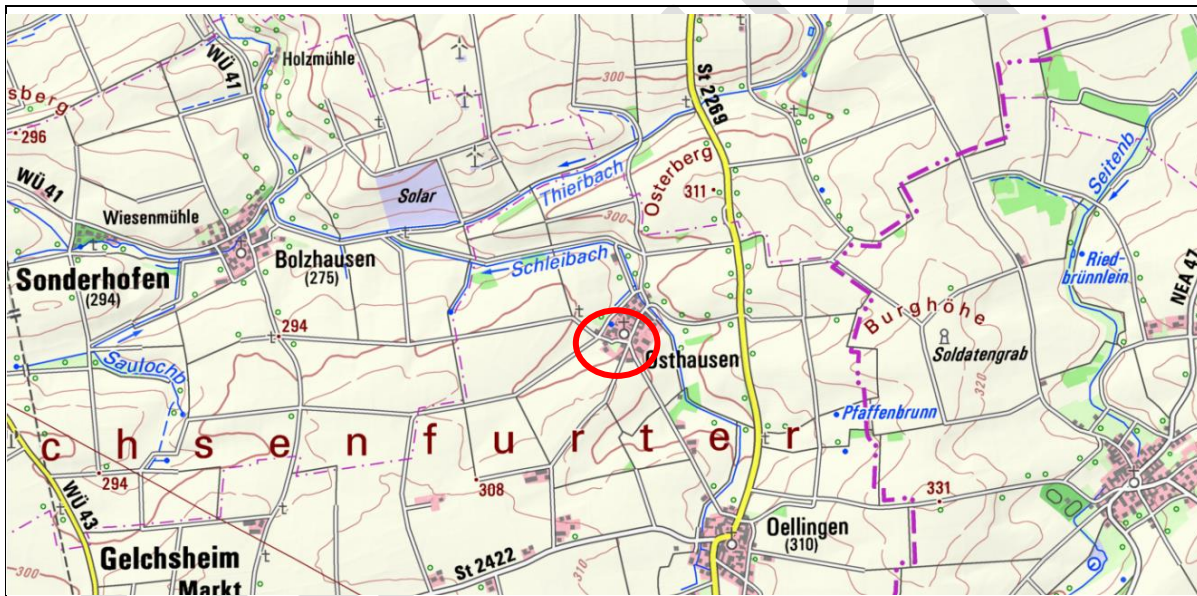 WÜ 41
Holzmühle
sberg
296
300
St 2269
Seitenb
WÜ 41
Wiesenmühle
Solar
Thierbach
Osterberg
311
300
Bolzhausen
(275)
Schleibach
Sonderhofen
(294)
Ried-
brünnlein
NEA 47
Burghöhe
294
Soldatengrab
Saulochb
Osthausen
320
Pfaffenbrunn
chsenfurter
294
308
331
WÜ 43
Oellingen
(310)
Gelchsheim
Markt
St 2422
300
310